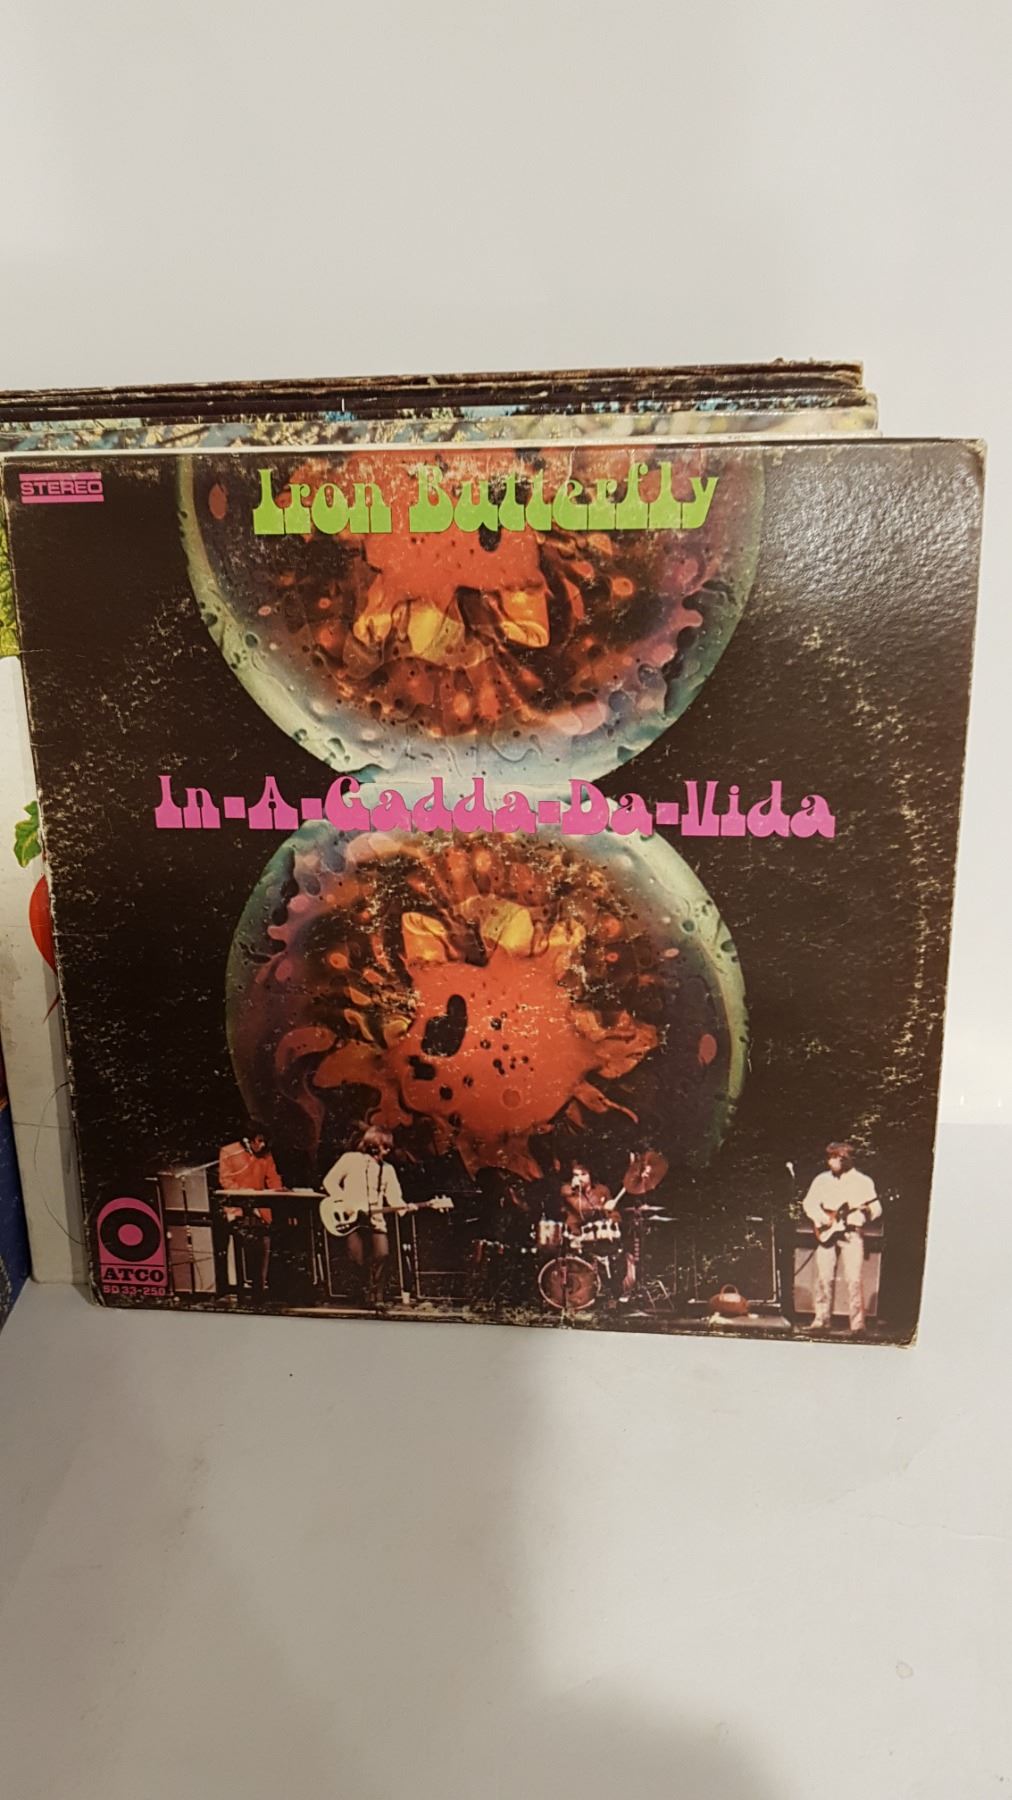 STEREO
Iron Butterfly
In-A-Gadda-Da-Vida
ATCO
SD 33-250